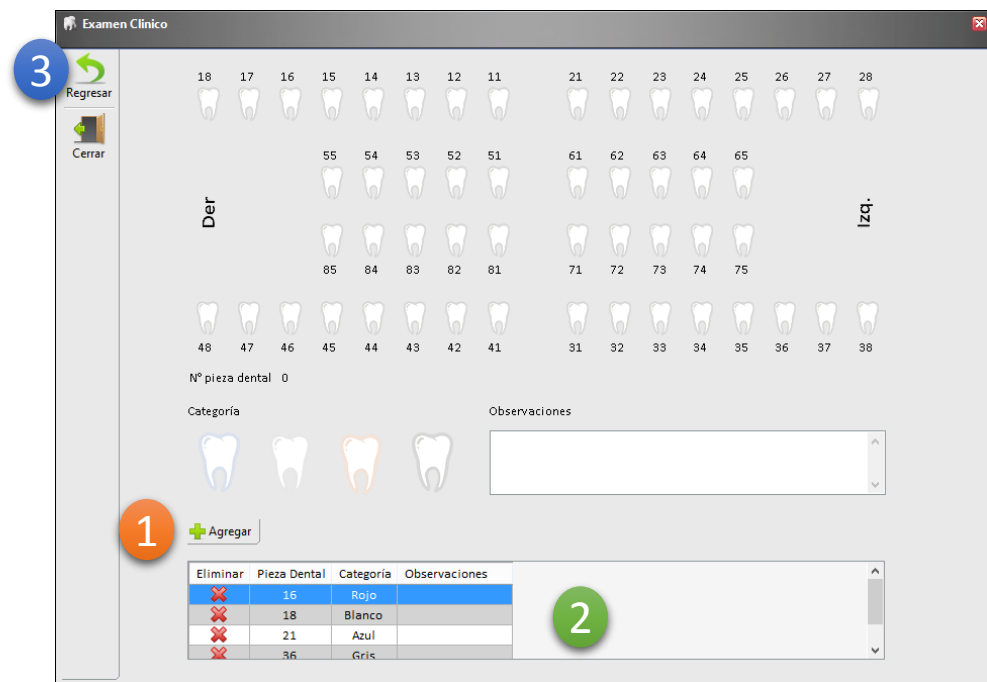 Examen Clinico
3
Regresar
Cerrar
18 17 16 15 14 13 12 11 21 22 23 24 25 26 27 28
55 54 53 52 51 61 62 63 64 65
Der
Izq.
85 84 83 82 81 71 72 73 74 75
48 47 46 45 44 43 42 41 31 32 33 34 35 36 37 38
Nº pieza dental 0
Categoría
Observaciones
1
Agregar
Eliminar Pieza Dental Categoría Observaciones
16 Rojo
18 Blanco
2
21 Azul
36 Gris